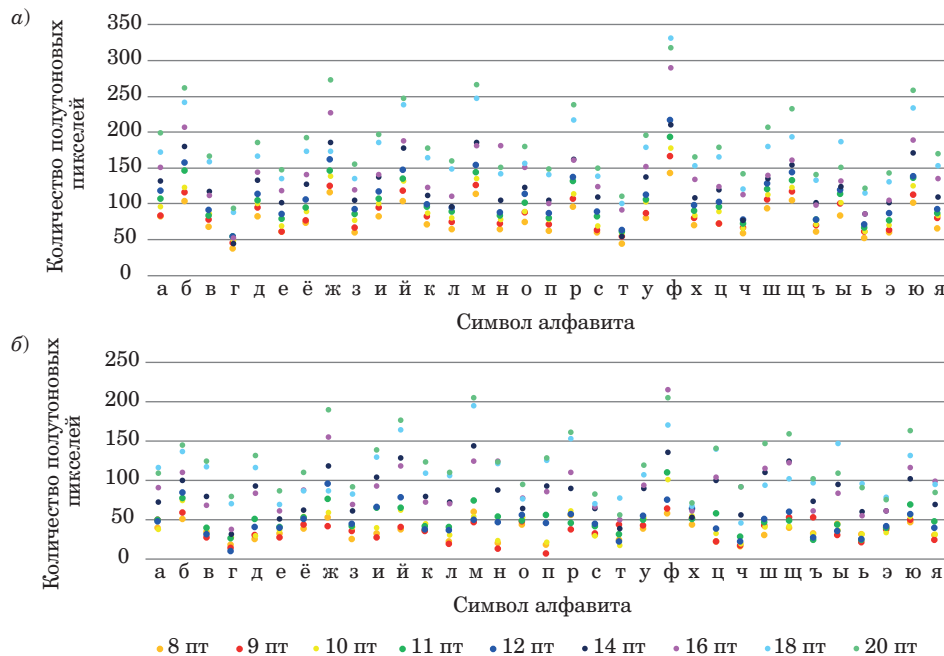 а)
Количество полутоновых
пикселей
350
300
250
200
150
100
50
0
а б в г д е ё ж з и й к л м н о п р с т у ф х ц ч ш щ ъ ы ь э ю я
Символ алфавита
б)
Количество полутоновых
пикселей
250
200
150
100
50
0
а б в г д е ё ж з и й к л м н о п р с т у ф х ц ч ш щ ъ ы ь э ю я
Символ алфавита
8 пт 9 пт 10 пт 11 пт 12 пт 14 пт 16 пт 18 пт 20 пт